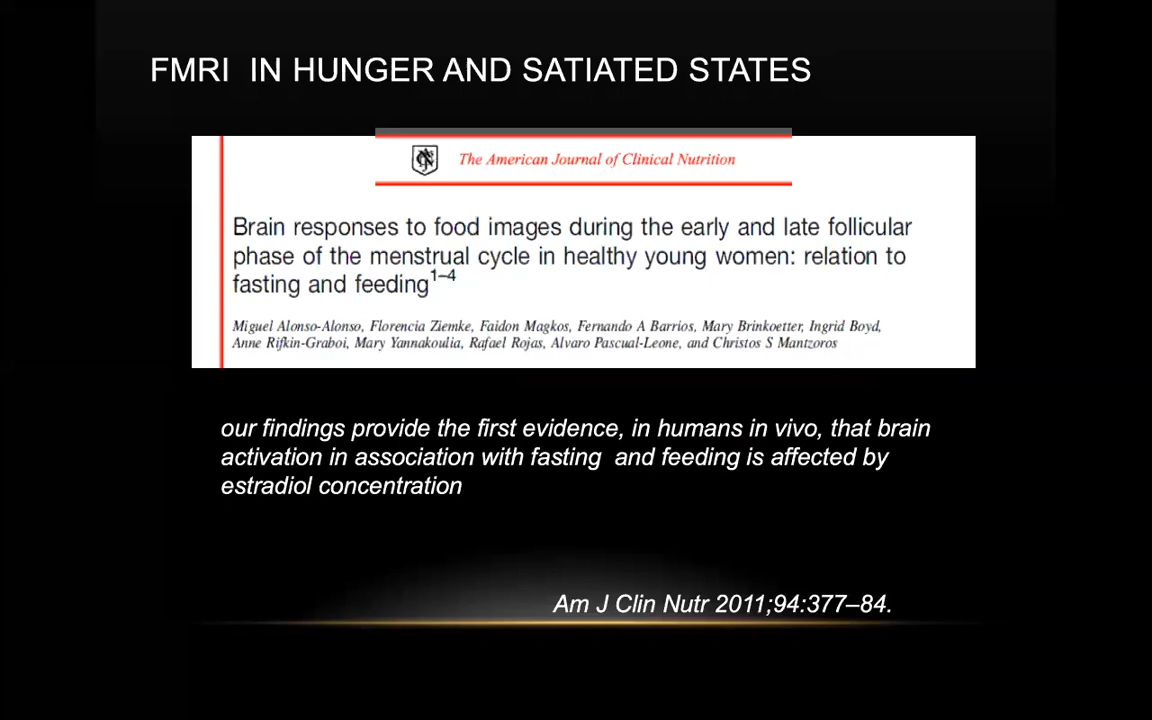 FMRI IN HUNGER AND SATIATED STATES
The American Journal of Clinical Nutrition
Brain responses to food images during the early and late follicular
phase of the menstrual cycle in healthy young women: relation to
fasting and feeding1–4
Miguel Alonso-Alonso, Florencia Ziemke, Faidon Magkos, Fernando A Barrios, Mary Brinkoetter, Ingrid Boyd,
Anne Rifkin-Graboi, Mary Yannakoulia, Rafael Rojas, Alvaro Pascual-Leone, and Christos S Mantzoros
our findings provide the first evidence, in humans in vivo, that brain
activation in association with fasting and feeding is affected by
estradiol concentration
Am J Clin Nutr 2011;94:377–84.